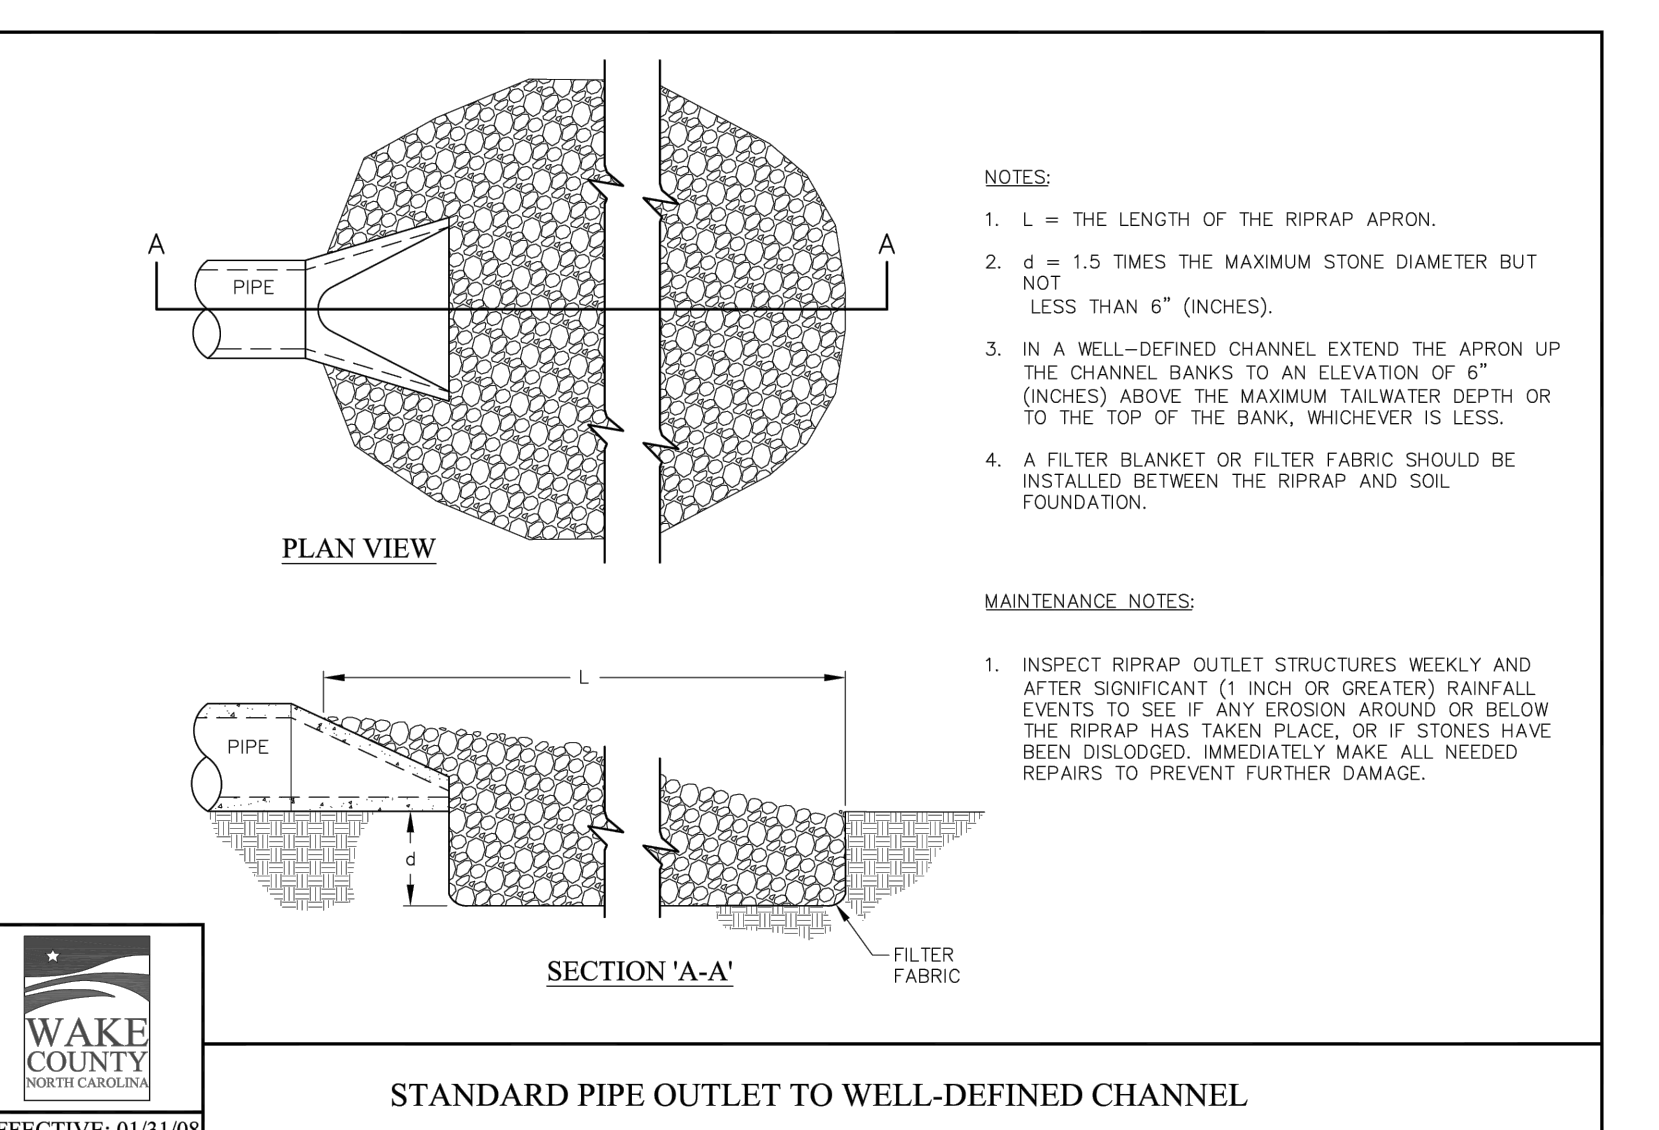 A
A
PIPE
PLAN VIEW
NOTES:
1. L = THE LENGTH OF THE RIPRAP APRON.
2. d = 1.5 TIMES THE MAXIMUM STONE DIAMETER BUT
NOT
LESS THAN 6” (INCHES).
3. IN A WELL–DEFINED CHANNEL EXTEND THE APRON UP
THE CHANNEL BANKS TO AN ELEVATION OF 6”
(INCHES) ABOVE THE MAXIMUM TAILWATER DEPTH OR
TO THE TOP OF THE BANK, WHICHEVER IS LESS.
4. A FILTER BLANKET OR FILTER FABRIC SHOULD BE
INSTALLED BETWEEN THE RIPRAP AND SOIL
FOUNDATION.
MAINTENANCE NOTES:
1. INSPECT RIPRAP OUTLET STRUCTURES WEEKLY AND
AFTER SIGNIFICANT (1 INCH OR GREATER) RAINFALL
EVENTS TO SEE IF ANY EROSION AROUND OR BELOW
THE RIPRAP HAS TAKEN PLACE, OR IF STONES HAVE
BEEN DISLODGED. IMMEDIATELY MAKE ALL NEEDED
REPAIRS TO PREVENT FURTHER DAMAGE.
L
PIPE
d
FILTER
FABRIC
SECTION 'A-A'
WAKE
COUNTY
NORTH CAROLINA
STANDARD PIPE OUTLET TO WELL-DEFINED CHANNEL
EFFECTIVE: 01/31/08